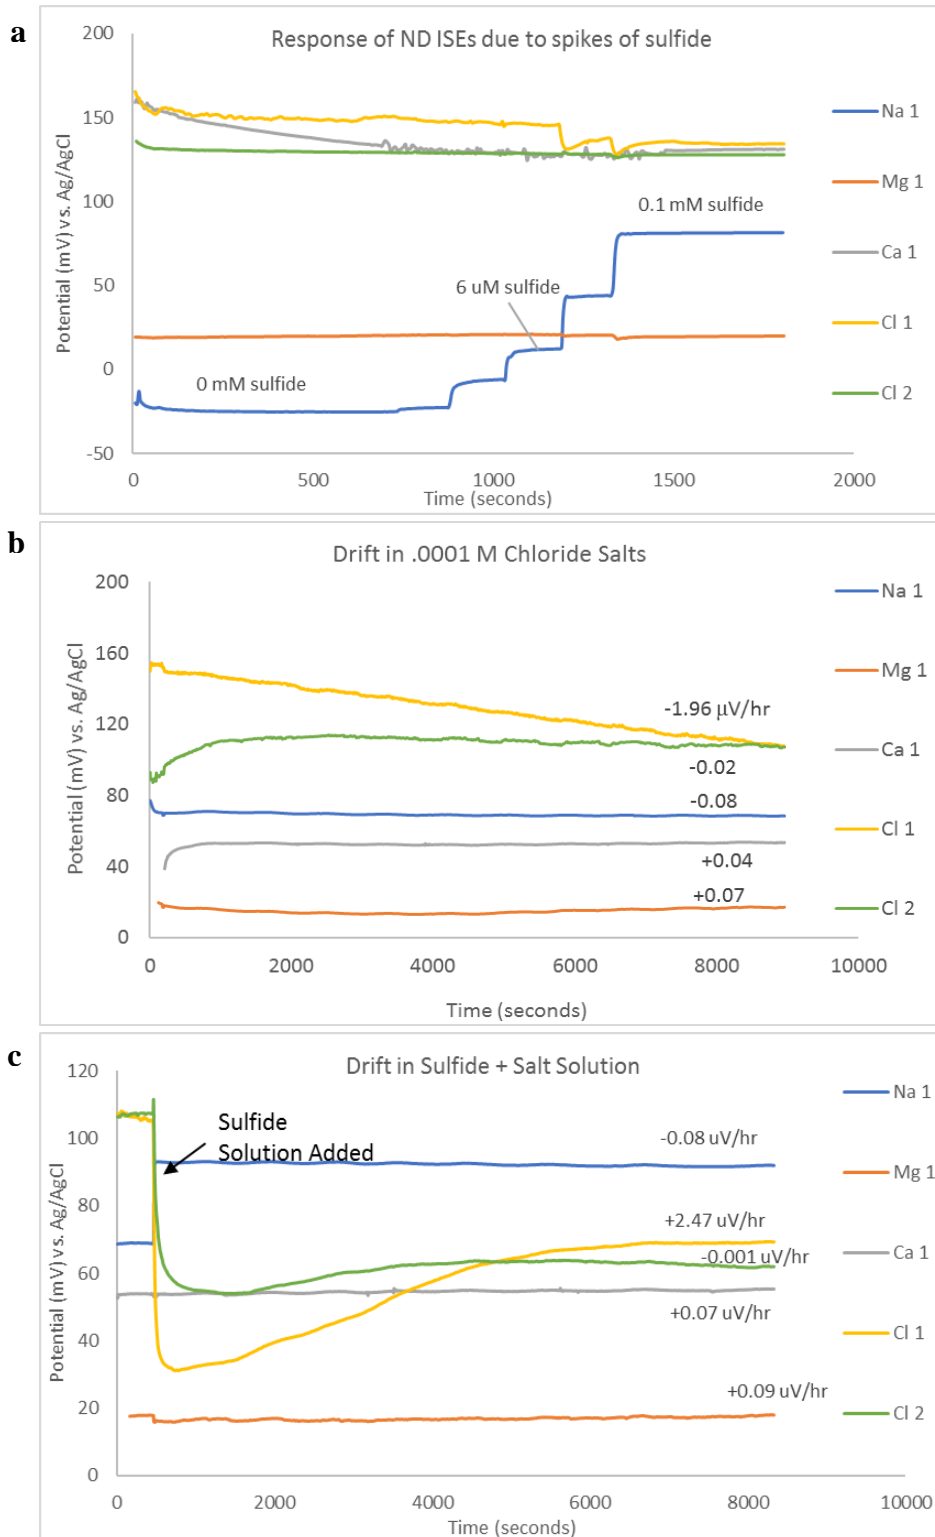 a
Response of ND ISEs due to spikes of sulfide
200
150
100
50
0
-50
Potential (mV) vs. Ag/AgCl
0 mM sulfide
6 uM sulfide
0.1 mM sulfide
0
500
1000
1500
2000
Time (seconds)
Na 1
Mg 1
Ca 1
Cl 1
Cl 2
b
Drift in .0001 M Chloride Salts
200
160
120
80
40
0
Potential (mV) vs. Ag/AgCl
-1.96 μV/hr
-0.02
-0.08
+0.04
+0.07
0
2000
4000
6000
8000
10000
Time (seconds)
Na 1
Mg 1
Ca 1
Cl 1
Cl 2
c
Drift in Sulfide + Salt Solution
120
100
80
60
40
20
0
Potential (mV) vs. Ag/AgCl
Sulfide
Solution Added
-0.08 uV/hr
+2.47 uV/hr
-0.001 uV/hr
+0.07 uV/hr
+0.09 uV/hr
0
2000
4000
6000
8000
10000
Time (seconds)
Na 1
Mg 1
Ca 1
Cl 1
Cl 2